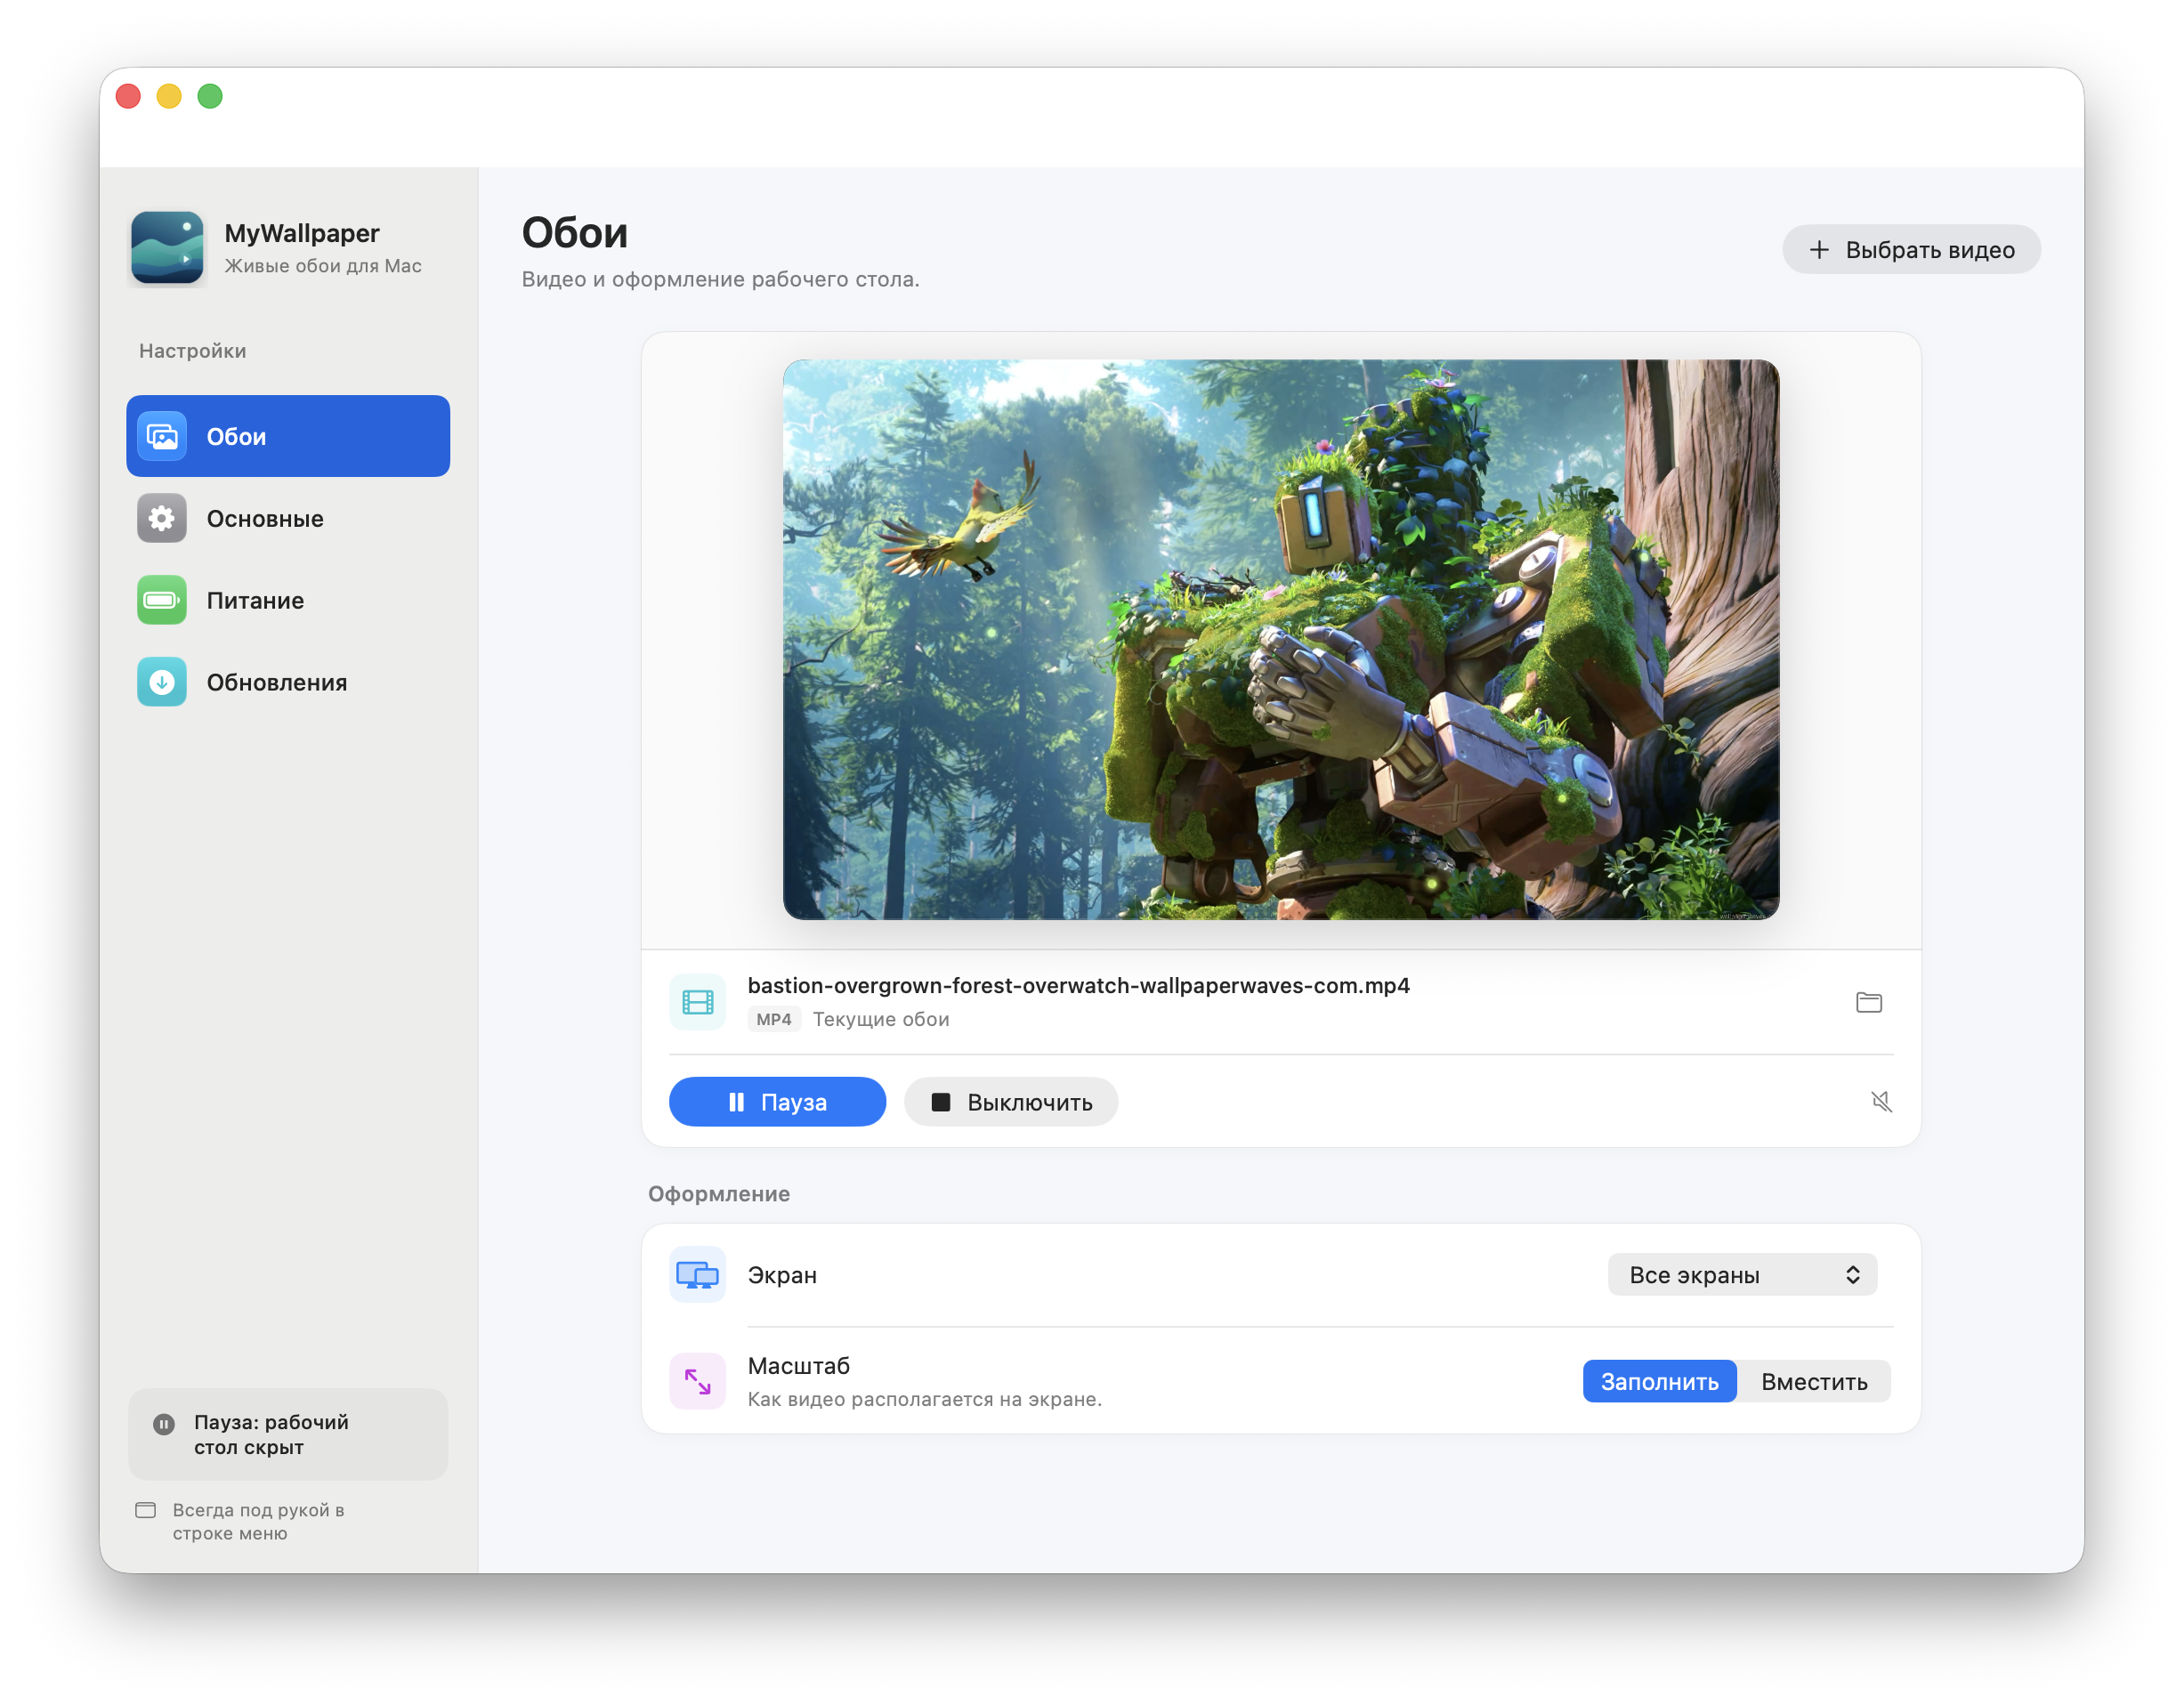 MyWallpaper
Живые обои для Mac
Настройки
Обои
Основные
Питание
Обновления
Пауза: рабочий
стол скрыт
Всегда под рукой в
строке меню
Обои
Видео и оформление рабочего стола.
Выбрать видео
bastion-overgrown-forest-overwatch-wallpaperwaves-com.mp4
MP4 Текущие обои
Пауза
Выключить
Оформление
Экран
Все экраны
Масштаб
Как видео располагается на экране.
Заполнить
Вместить